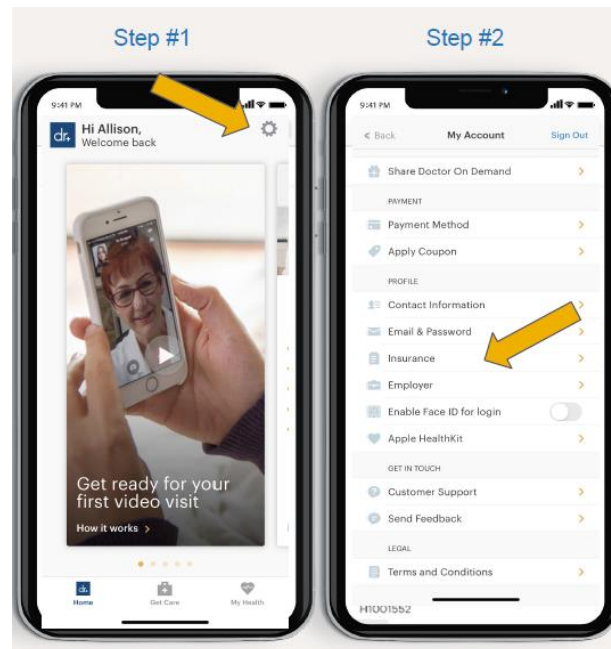 Step #1
9:41 PM
dr+
Hi Allison,
Welcome back
Get ready for your
first video visit
How it works >
dr.
Home
Get Care
My Health
Step #2
9:41 PM
< Back
My Account
Sign Out
Share Doctor On Demand >
PAYMENT
Payment Method >
Apply Coupon >
PROFILE
Contact Information >
Email & Password >
Insurance >
Employer >
Enable Face ID for login
Apple HealthKit >
GET IN TOUCH
Customer Support >
Send Feedback >
LEGAL
Terms and Conditions >
H1001552